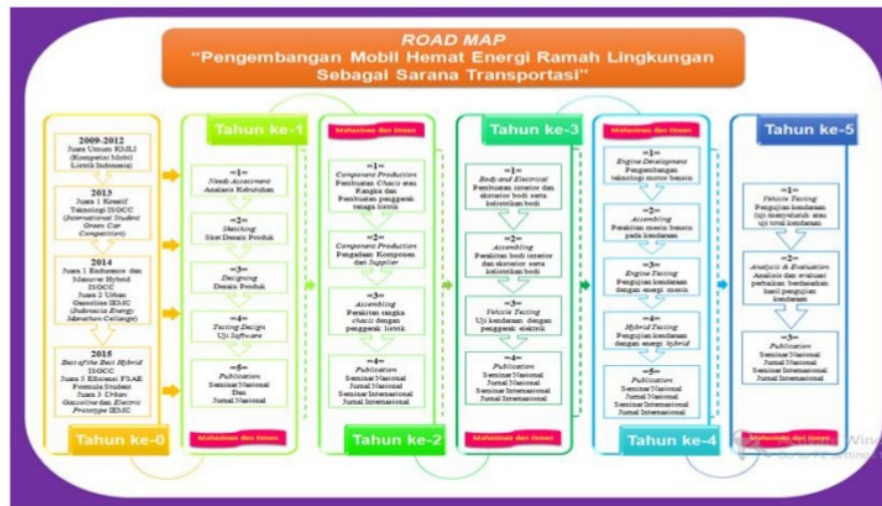 ROAD MAP
“Pengembangan Mobil Hemat Energi Ramah Lingkungan
Sebagai Sarana Transportasi”
2009-2012
Juara Umum KMLI
(Kompetisi Mobil
Listrik Indonesia)
2013
Juara 1 Kreatif
Teknologi ISGCC
(International Student
Green Car
Competition)
2014
Juara 1 Endurance dan
Manuver Hybrid
ISGCC
Juara 2 Urban
Gasoline IEMC
(Indonesia Energy
Marathon Challange)
2015
Best of the Best Hybrid
ISGCC
Juara 5 Efisiensi FSAE
Formula Student
Juara 3 Urban
Gasseline dan Electric
Prototype IEMC
Tahun ke-0
Tahun ke-1
=1=
Needs Assessment
Analisis Kebutuhan
=2=
Sketching
Sket Desain Produk
=3=
Designing
Desain Produk
=4=
Testing Design
Uji Software
=5=
Publication
Seminar Nasional
Dan
Jurnal Nasional
Mahasiswa dan Dosen
Mahasiswa dan Dosen
=1=
Component Production
Pembuatan Chasis atau
Rangka dan
Pembuatan penggerak
tenaga listrik
=2=
Component Production
Pengadaan Komponen
dari Supplier
=3=
Assembling
Perakitan rangka
chasis dengan
penggerak listrik
=4=
Publication
Seminar Nasional
Jurnal Nasional
Seminar Internasional
Jurnal Internasional
Tahun ke-2
Tahun ke-3
=1=
Body and Electrical
Pembuatan interior dan
eksterior bodi serta
kelistrikan bodi
=2=
Assembling
Perakitan bodi interior
dan eksterior serta
kelistrikan bodi
=3=
Vehicle Testing
Uji kendaraan dengan
penggerak elektrik
=4=
Publication
Seminar Nasional
Jurnal Nasional
Seminar Internasional
Jurnal Internasional
Mahasiswa dan Dosen
Mahasiswa dan Dosen
=1=
Engine Development
Pengembangan
teknologi motor bensin
=2=
Assembling
Perakitan mesin bensin
pada kendaraan
=3=
Engine Testing
Pengujian kendaraan
dengan energi mesin
=4=
Hybrid Testing
Pengujian kendaraan
dengan energi hybrid
=5=
Publication
Seminar Nasional
Jurnal Nasional
Seminar Internasional
Jurnal Internasional
Tahun ke-4
Tahun ke-5
=1=
Vehicle Testing
Pengujian kendaraan
(uji menyeluruh atau
uji total kendaraan)
=2=
Analysis & Evaluation
Analisis dan evaluasi
perbaikan berdasarkan
hasil pengujian
kendaraan
=3=
Publication
Seminar Nasional
Jurnal Nasional
Seminar Internasional
Jurnal Internasional
Mahasiswa dan Dosen
Activate Wind
Go to PC settings